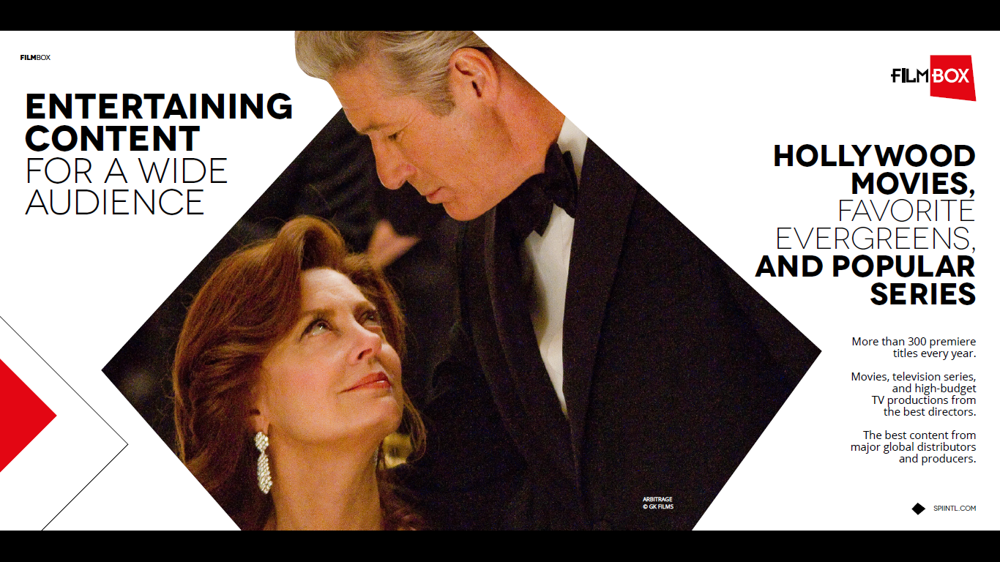 FILMBOX
ENTERTAINING
CONTENT
FOR A WIDE
AUDIENCE
FILMBOX
HOLLYWOOD
MOVIES,
FAVORITE
EVERGREENS,
AND POPULAR
SERIES
More than 300 premiere
titles every year.
Movies, television series,
and high-budget
TV productions from
the best directors.
The best content from
major global distributors
and producers.
ARBITRAGE
© GK FILMS
SPIINTL.COM